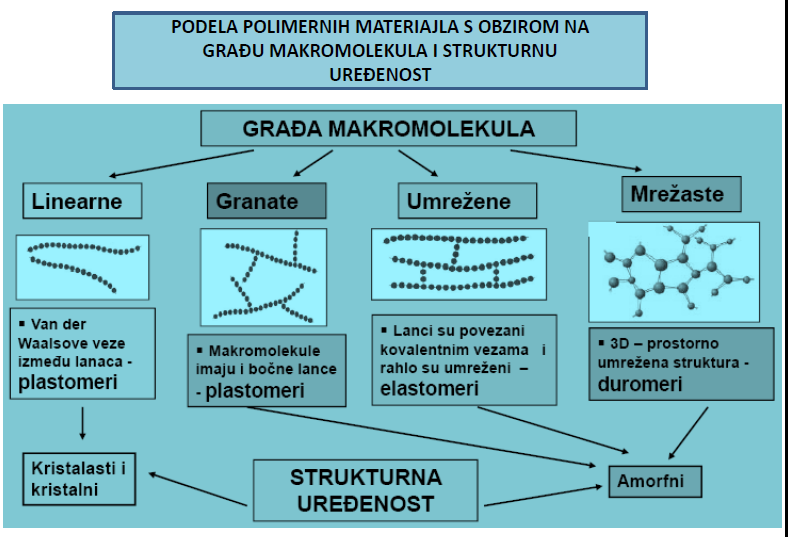 PODELA POLIMERNIH MATERIAJLA S OBZIROM NA
GRAĐU MAKROMOLEKULA I STRUKTURNU
UREĐENOST
GRAĐA MAKROMOLEKULA
Linearne
Granate
Umrežene
Mrežaste
▪ Van der
Waalsove veze
između lanaca -
plastomeri
▪ Makromolekule
imaju i bočne lance
- plastomeri
▪ Lanci su povezani
kovalentnim vezama i
rahlo su umreženi –
elastomeri
▪ 3D – prostorno
umrežena struktura -
duromeri
Kristalasti i
kristalni
STRUKTURNA
UREĐENOST
Amorfni